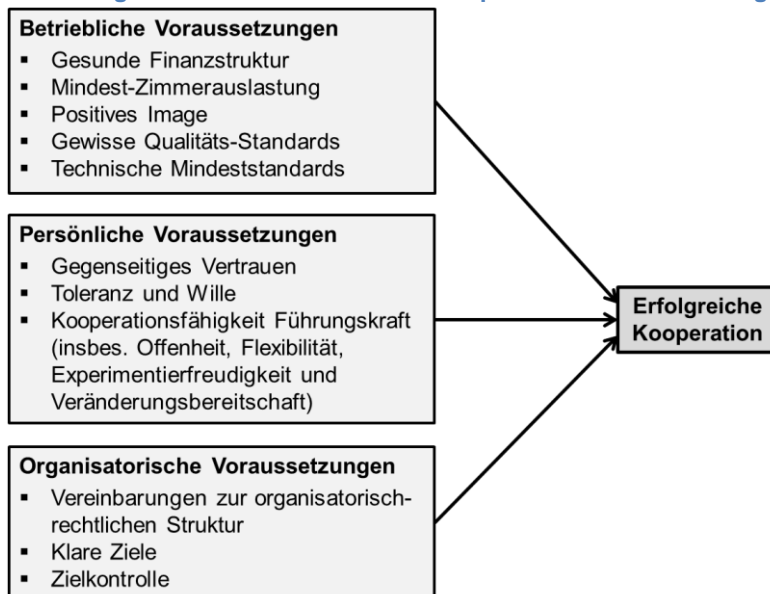 Betriebliche Voraussetzungen
▪ Gesunde Finanzstruktur
▪ Mindest-Zimmerauslastung
▪ Positives Image
▪ Gewisse Qualitäts-Standards
▪ Technische Mindeststandards
Persönliche Voraussetzungen
▪ Gegenseitiges Vertrauen
▪ Toleranz und Wille
▪ Kooperationsfähigkeit Führungskraft
(insbes. Offenheit, Flexibilität,
Experimentierfreudigkeit und
Veränderungsbereitschaft)
Erfolgreiche
Kooperation
Organisatorische Voraussetzungen
▪ Vereinbarungen zur organisatorisch-
rechtlichen Struktur
▪ Klare Ziele
▪ Zielkontrolle